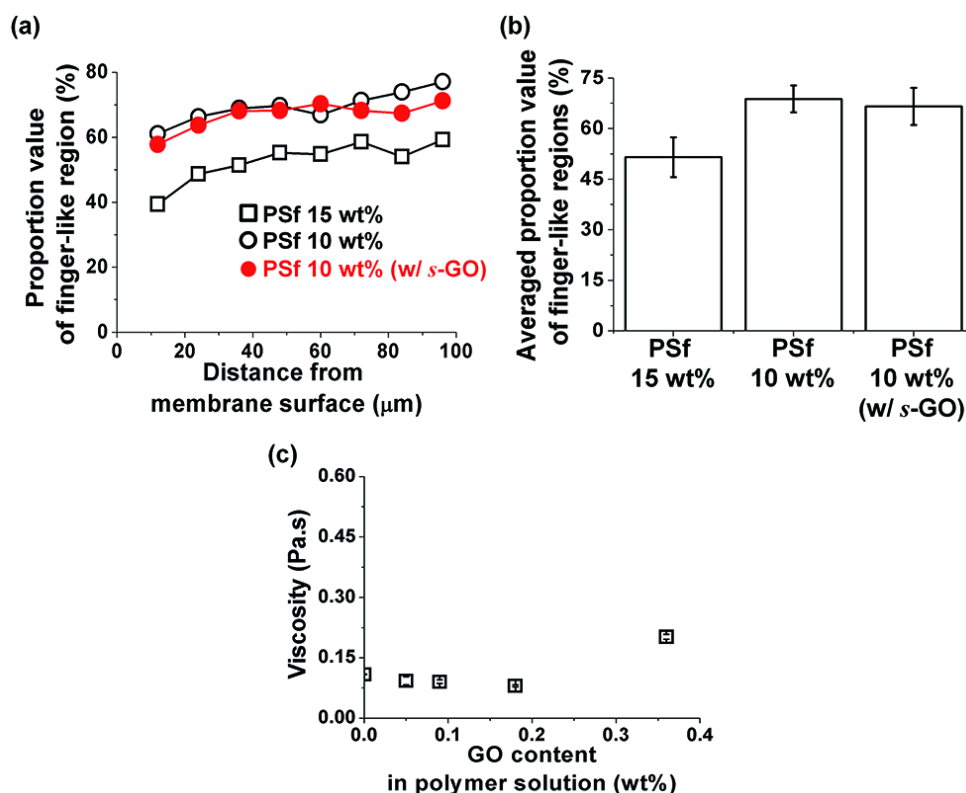 (a)
Proportion value
of finger-like region (%)
80
60
40
20
0
PSf 15 wt%
PSf 10 wt%
PSf 10 wt% (w/ s-GO)
0 20 40 60 80 100
Distance from
membrane surface (μm)
(b)
Averaged proportion value
of finger-like regions (%)
75
60
45
30
15
0
PSf
15 wt%
PSf
10 wt%
PSf
10 wt%
(w/ s-GO)
(c)
Viscosity (Pa.s)
0.60
0.45
0.30
0.15
0.00
0.0 0.1 0.2 0.3 0.4
GO content
in polymer solution (wt%)